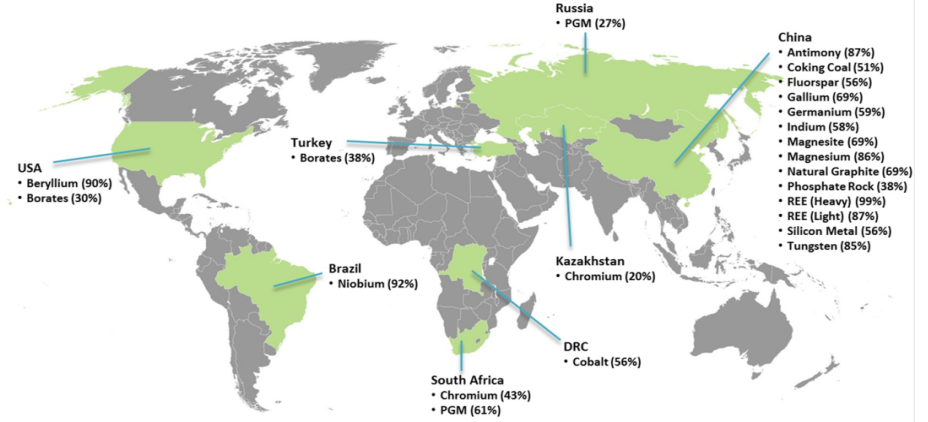 Russia
• PGM (27%)
China
• Antimony (87%)
• Coking Coal (51%)
• Fluorspar (56%)
• Gallium (69%)
• Germanium (59%)
• Indium (58%)
• Magnesite (69%)
• Magnesium (86%)
• Natural Graphite (69%)
• Phosphate Rock (38%)
• REE (Heavy) (99%)
• REE (Light) (87%)
• Silicon Metal (56%)
• Tungsten (85%)
Turkey
• Borates (38%)
USA
• Beryllium (90%)
• Borates (30%)
Kazakhstan
• Chromium (20%)
Brazil
• Niobium (92%)
DRC
• Cobalt (56%)
South Africa
• Chromium (43%)
• PGM (61%)